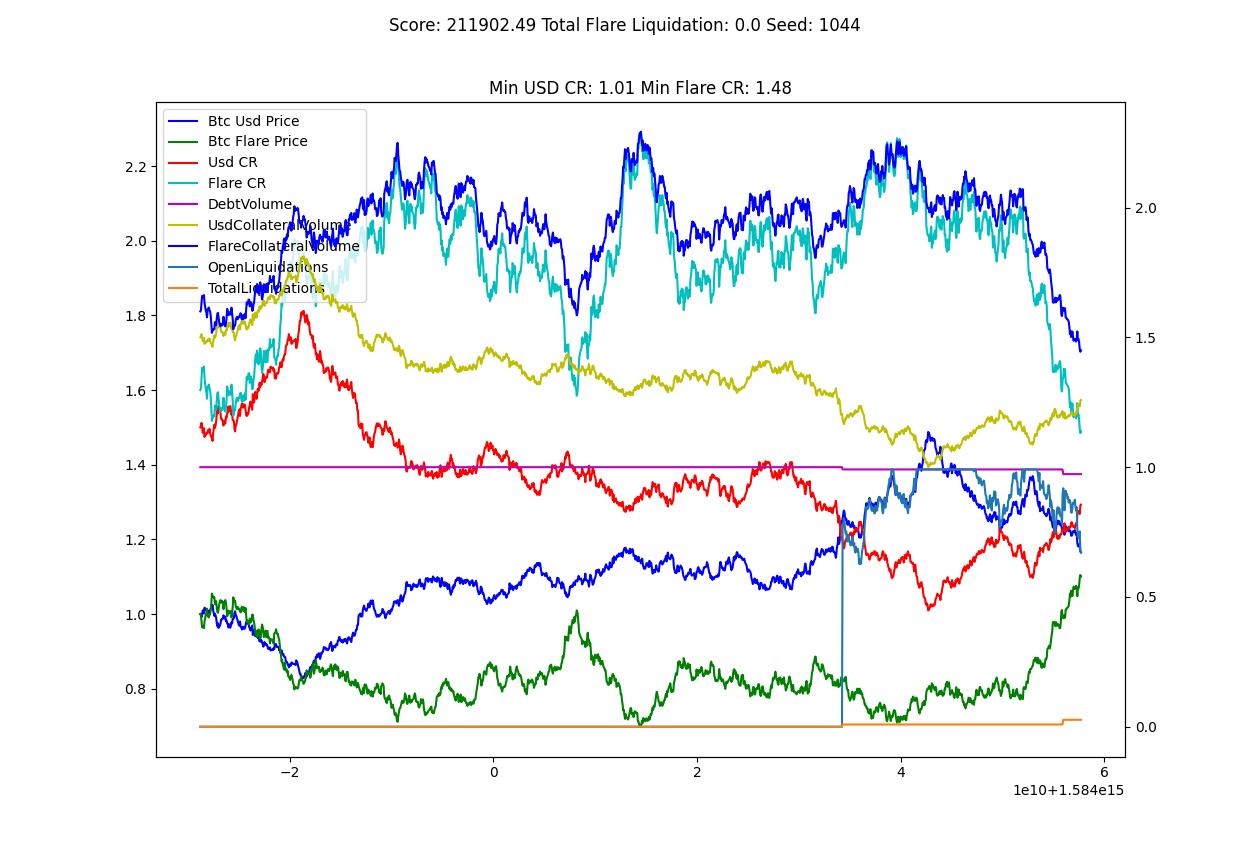 Score: 211902.49 Total Flare Liquidation: 0.0 Seed: 1044
Min USD CR: 1.01 Min Flare CR: 1.48
Btc Usd Price
Btc Flare Price
Usd CR
Flare CR
DebtVolume
UsdCollateralVolume
FlareCollateralVolume
OpenLiquidations
TotalLiquidations
2.2
2.0
1.8
1.6
1.4
1.2
1.0
0.8
2.0
1.5
1.0
0.5
0.0
−2
0
2
4
6
1e10+1.584e15